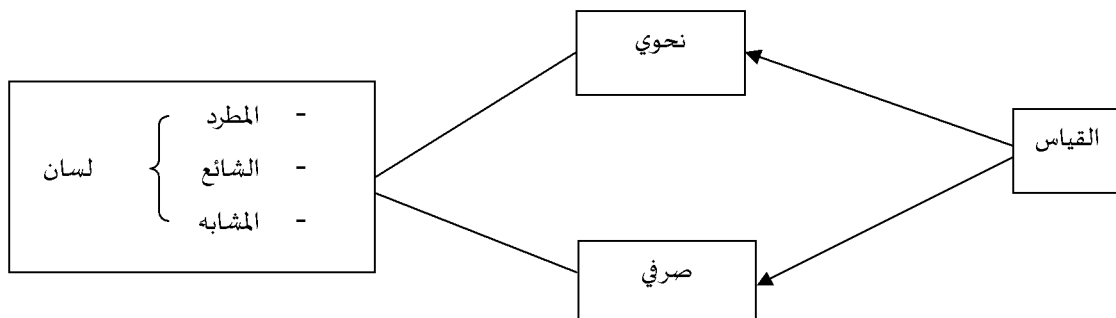 القياس
نحوي
صرفي
- المطرد
- الشائع
- المشابه
لسان